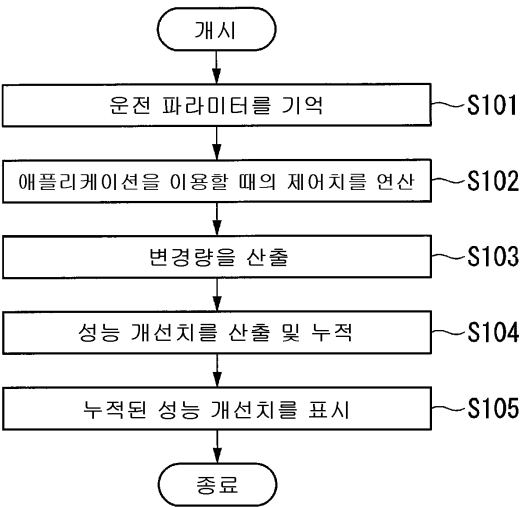 개시
운전 파라미터를 기억 S101
애플리케이션을 이용할 때의 제어치를 연산 S102
변경량을 산출 S103
성능 개선치를 산출 및 누적 S104
누적된 성능 개선치를 표시 S105
종료